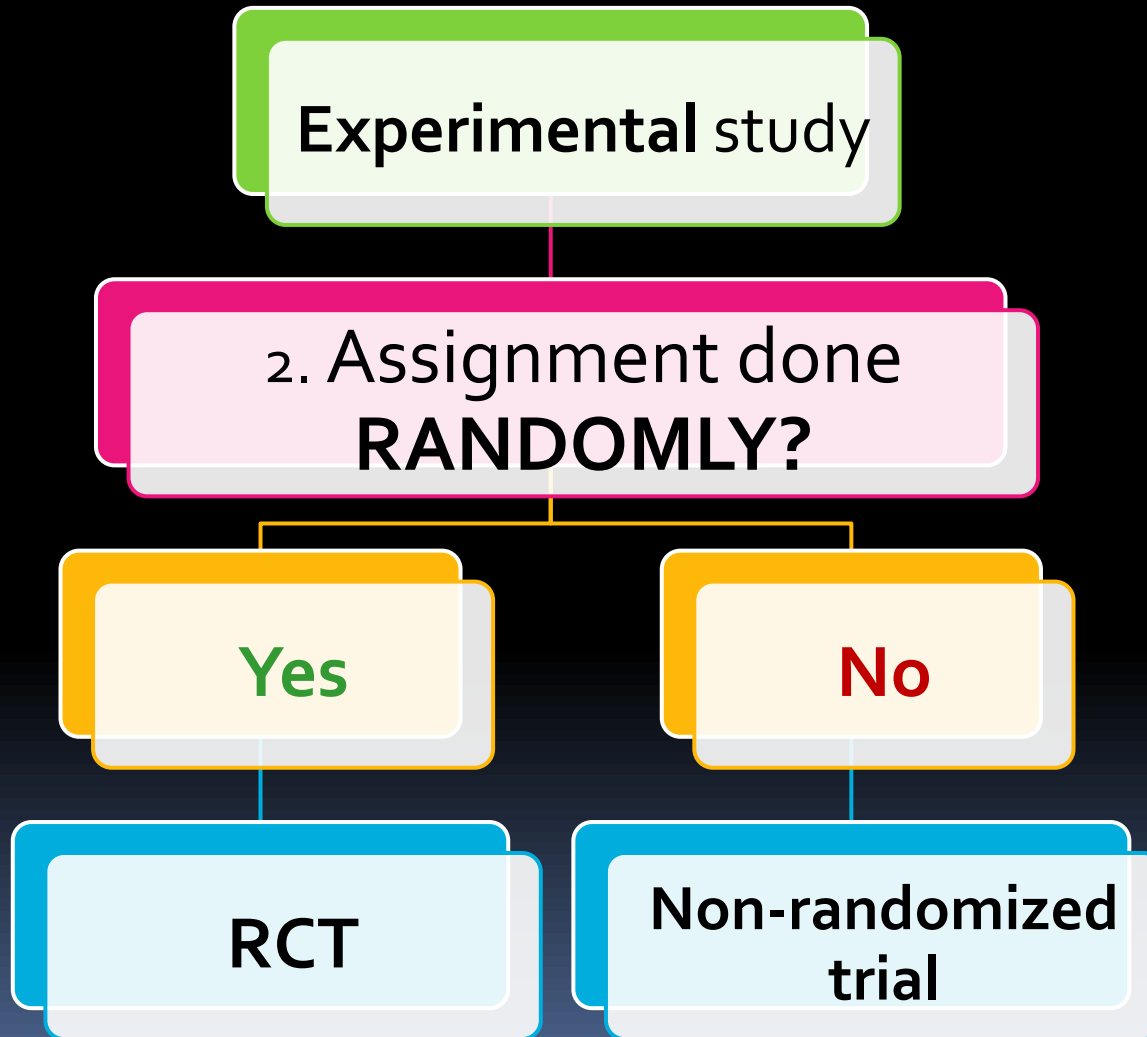 Experimental study
2. Assignment done
RANDOMLY?
Yes
No
RCT
Non-randomized
trial